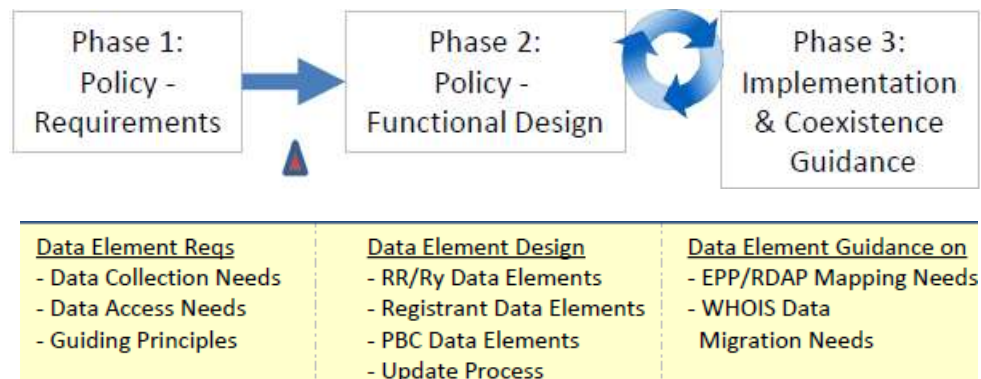 Phase 1:
Policy -
Requirements
Phase 2:
Policy -
Functional Design
Phase 3:
Implementation
& Coexistence
Guidance
Data Element Reqs
- Data Collection Needs
- Data Access Needs
- Guiding Principles
Data Element Design
- RR/Ry Data Elements
- Registrant Data Elements
- PBC Data Elements
- Update Process
Data Element Guidance on
- EPP/RDAP Mapping Needs
- WHOIS Data
Migration Needs